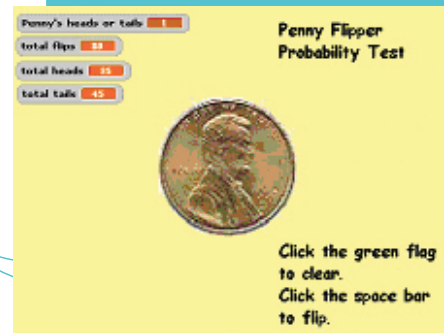 Penny's heads or tails 1
total flips
total heads
total tails 45
Penny Flipper
Probability Test
Click the green flag
to clear.
Click the space bar
to flip.